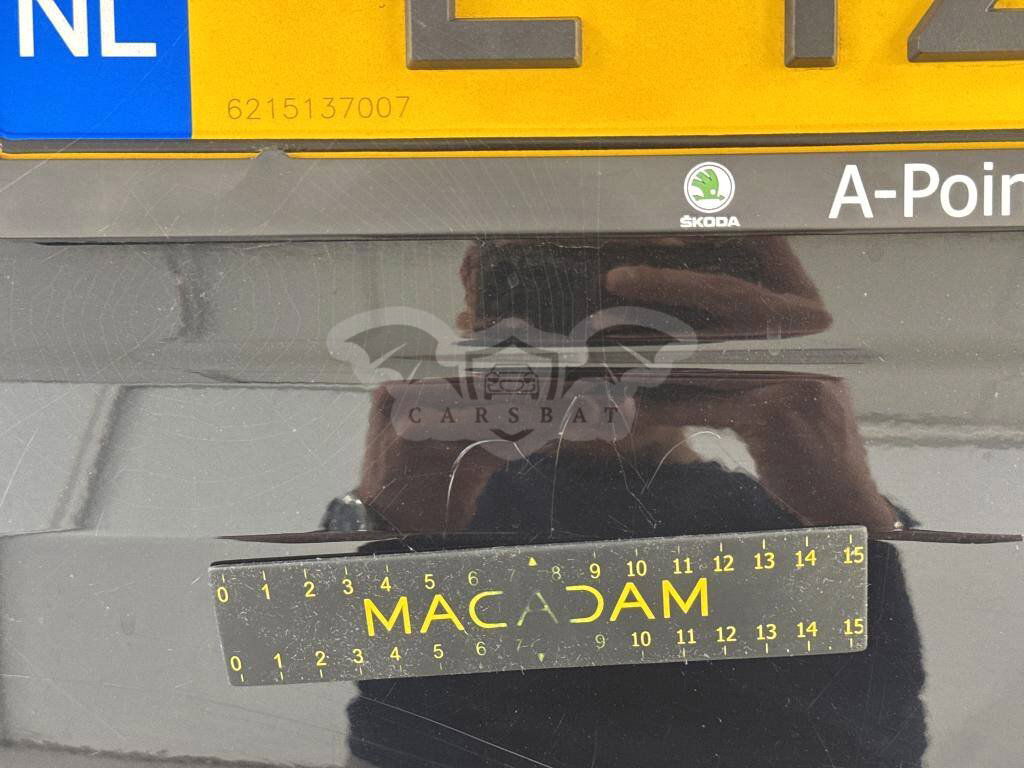 NL
6215137007
ŠKODA
A-Poin
CARSBAT
0 1 2 3 4 5 6 7 8 9 10 11 12 13 14 15
MACADAM
0 1 2 3 4 5 6 7 9 10 11 12 13 14 15